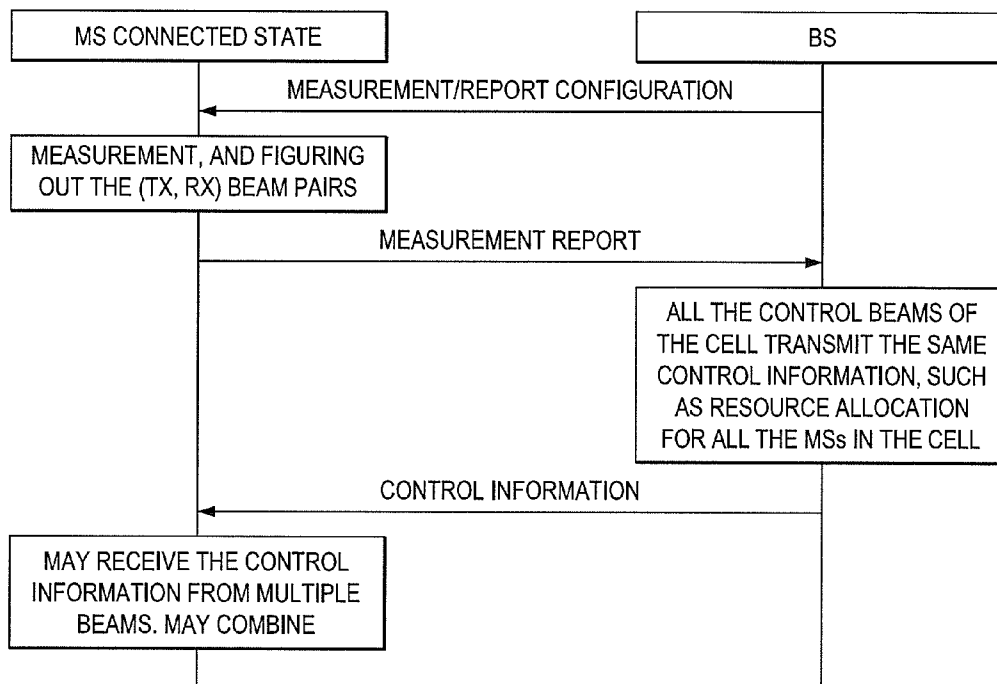 MS CONNECTED STATE
BS
MEASUREMENT/REPORT CONFIGURATION
MEASUREMENT, AND FIGURING
OUT THE (TX, RX) BEAM PAIRS
MEASUREMENT REPORT
ALL THE CONTROL BEAMS OF
THE CELL TRANSMIT THE SAME
CONTROL INFORMATION, SUCH
AS RESOURCE ALLOCATION
FOR ALL THE MSs IN THE CELL
CONTROL INFORMATION
MAY RECEIVE THE CONTROL
INFORMATION FROM MULTIPLE
BEAMS. MAY COMBINE